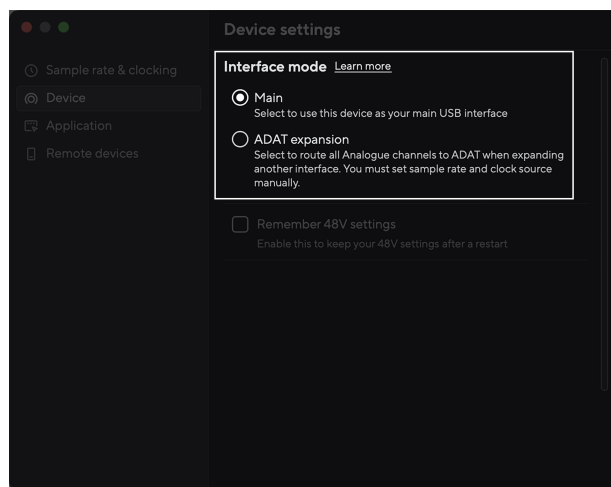 Device settings
Sample rate & clocking
Device
Application
Remote devices
Interface mode Learn more
Main
Select to use this device as your main USB interface
ADAT expansion
Select to route all Analogue channels to ADAT when expanding
another interface. You must set sample rate and clock source
manually.
Remember 48V settings
Enable this to keep your 48V settings after a restart